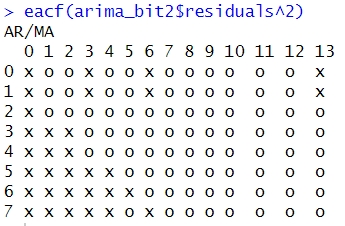 > eacf(arima_bit2$residuals^2)
AR/MA
  0 1 2 3 4 5 6 7 8 9 10 11 12 13
0 x o o x o o x o o o o o o x
1 x o o x o o x o o o o o o x
2 x o o o o o o o o o o o o o
3 x x x o o o o o o o o o o o
4 x x x o o o o o o o o o o o
5 x x x x x o o o o o o o o o
6 x x x x x x o o o o o o o o
7 x x x x x o x o o o o o o o